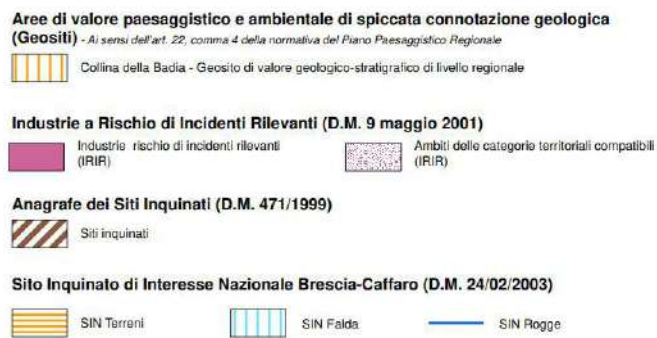 Aree di valore paesaggistico e ambientale di spiccata connotazione geologica
(Geositi) - Ai sensi dell'art. 22, comma 4 della normativa del Piano Paesaggistico Regionale
Collina della Badia - Geosito di valore geologico-stratigrafico di livello regionale
Industrie a Rischio di Incidenti Rilevanti (D.M. 9 maggio 2001)
Industrie rischio di incidenti rilevanti
(IRIR)
Ambiti delle categorie territoriali compatibili
(IRIR)
Anagrafe dei Siti Inquinati (D.M. 471/1999)
Siti inquinati
Sito Inquinato di Interesse Nazionale Brescia-Caffaro (D.M. 24/02/2003)
SIN Terreni
SIN Falda
SIN Rogge